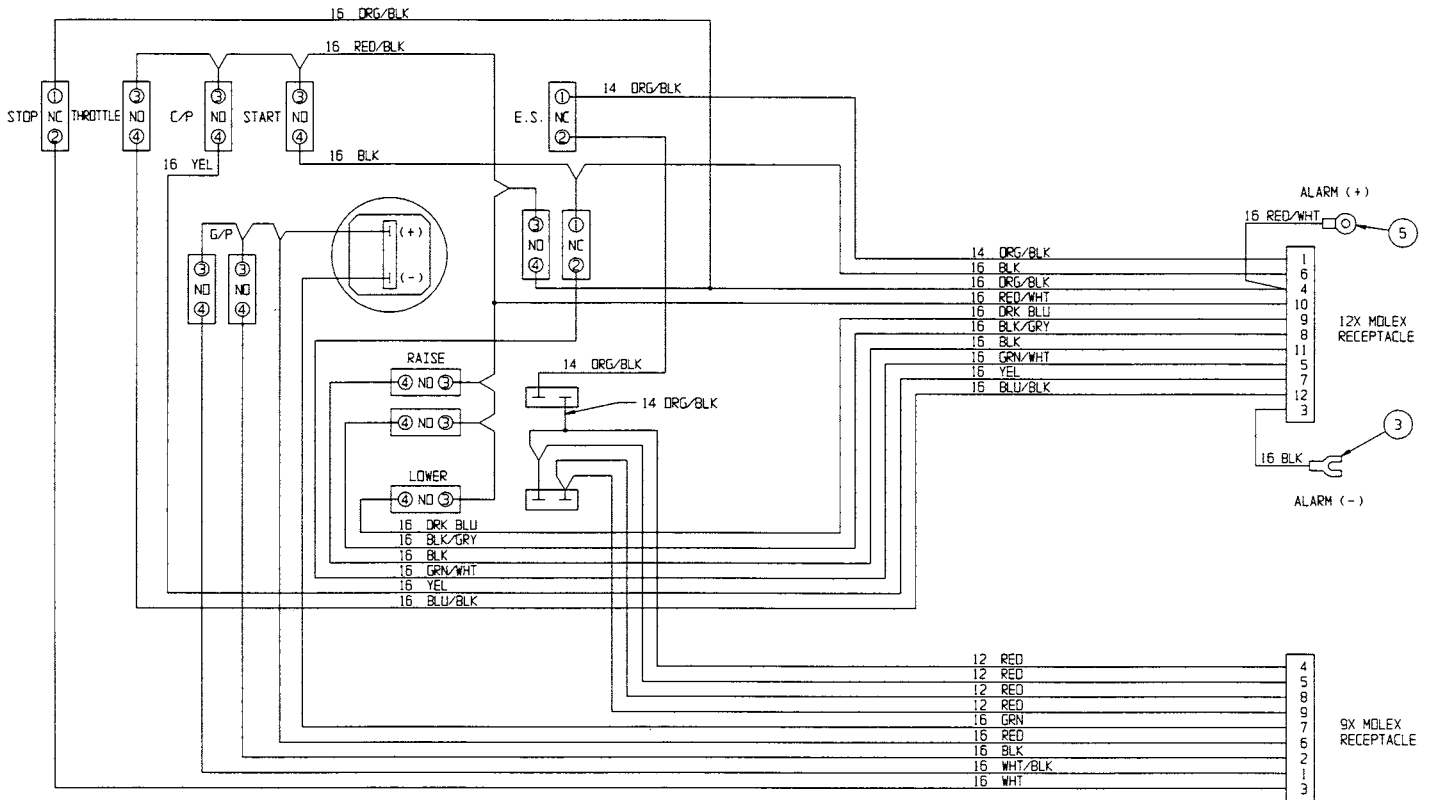 16 ORG/BLK
16 RED/BLK
STOP
1
NC
2
THROTTLE
3
NO
4
C/P
3
NO
4
START
3
NO
4
E.S.
1
NC
2
14 ORG/BLK
16 BLK
16 YEL
G/P
3
NO
4
3
NO
4
(+)
(-)
3
NO
4
1
NC
2
RAISE
4 NO 3
4 NO 3
LOWER
4 NO 3
14 ORG/BLK
14 ORG/BLK
16 DRK BLU
16 BLK/GRY
16 BLK
16 GRN/WHT
16 YEL
16 BLU/BLK
ALARM (+)
16 RED/WHT
5
14 ORG/BLK 1
16 BLK 6
16 ORG/BLK 4
16 RED/WHT 10
16 DRK BLU 9
16 BLK/GRY 8
16 BLK 11
16 GRN/WHT 5
16 YEL 7
16 BLU/BLK 12
3
12X MOLEX
RECEPTACLE
3
16 BLK
ALARM (-)
12 RED 4
12 RED 5
12 RED 8
12 RED 9
16 GRN 7
16 RED 6
16 BLK 2
16 WHT/BLK 1
16 WHT 3
9X MOLEX
RECEPTACLE